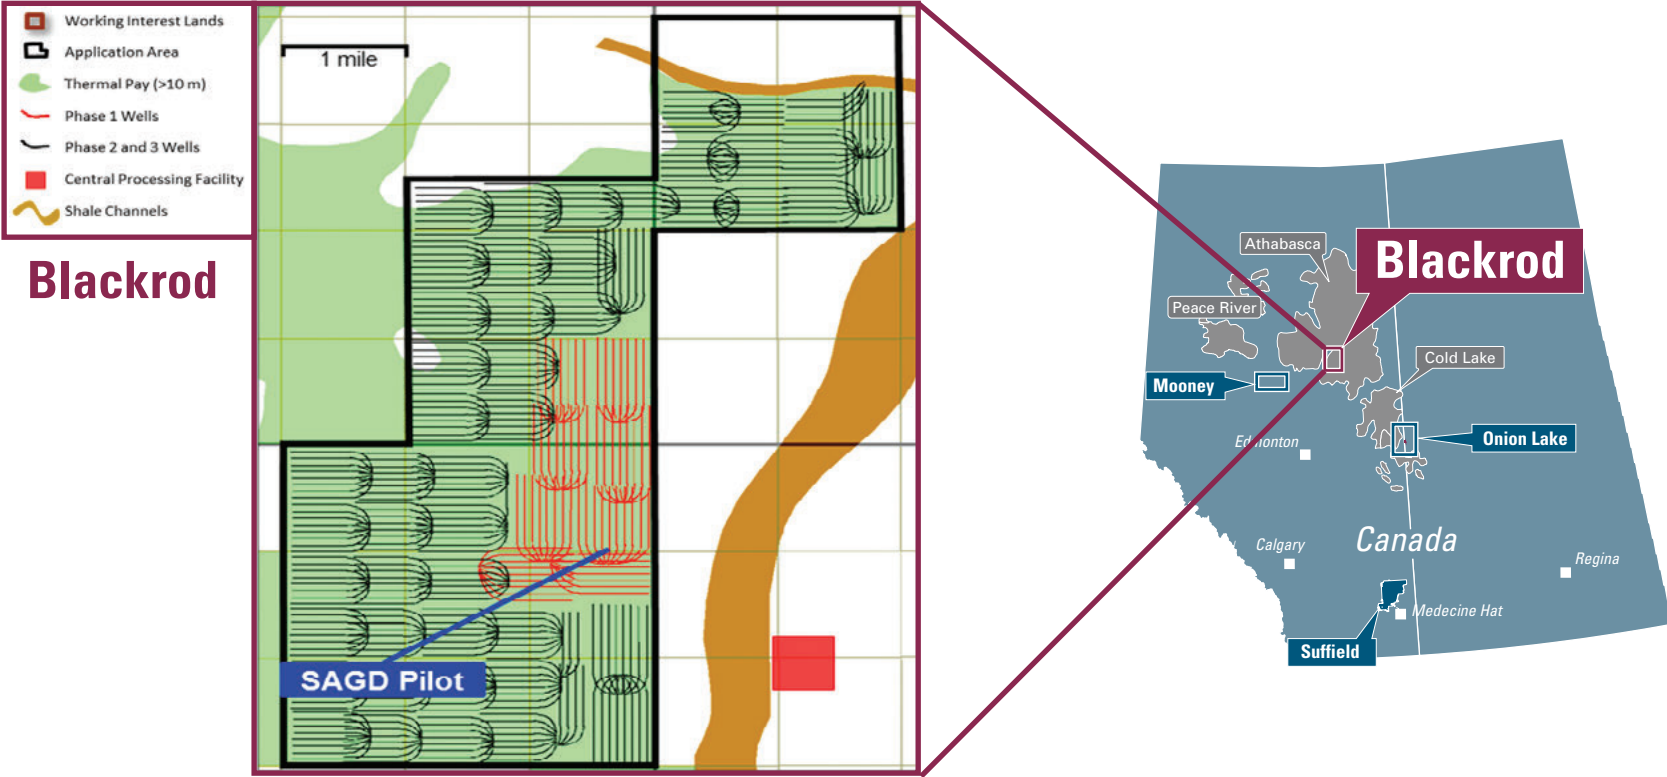 Working Interest Lands
Application Area
Thermal Pay (>10 m)
Phase 1 Wells
Phase 2 and 3 Wells
Central Processing Facility
Shale Channels
Blackrod
1 mile
SAGD Pilot
Athabasca
Blackrod
Peace River
Cold Lake
Mooney
Onion Lake
Edmonton
Canada
Calgary
Regina
Medecine Hat
Suffield